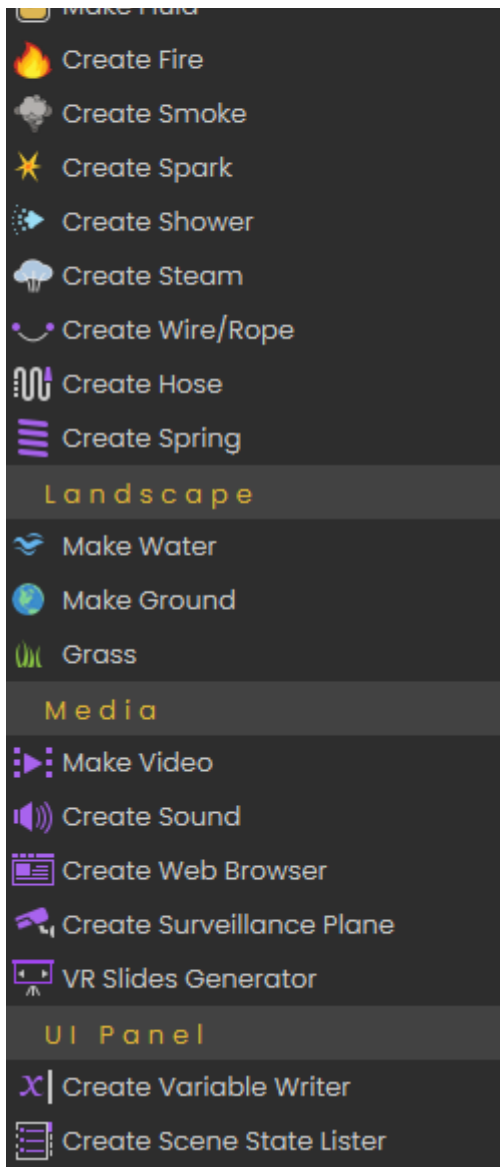 Make Fluid
Create Fire
Create Smoke
Create Spark
Create Shower
Create Steam
Create Wire/Rope
Create Hose
Create Spring
Landscape
Make Water
Make Ground
Grass
Media
Make Video
Create Sound
Create Web Browser
Create Surveillance Plane
VR Slides Generator
UI Panel
Create Variable Writer
Create Scene State Lister